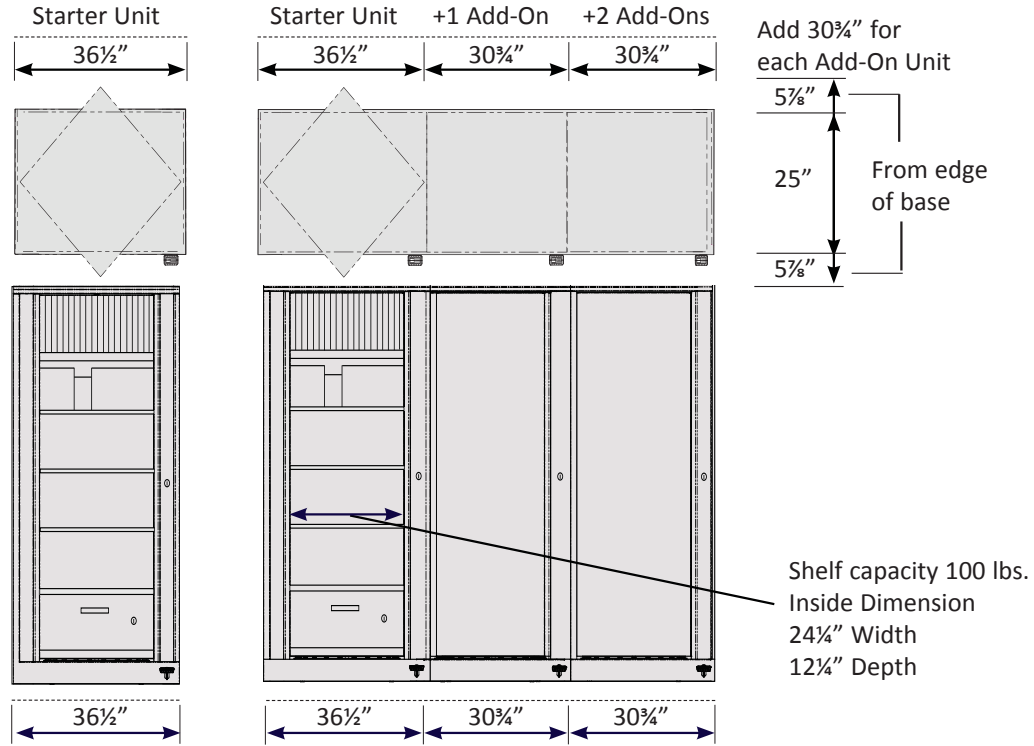 Starter Unit
36½”
Starter Unit +1 Add-On +2 Add-Ons
36½” 30¾” 30¾”
Add 30¾” for
each Add-On Unit
5⅞”
25”
From edge
of base
5⅞”
Shelf capacity 100 lbs.
Inside Dimension
24¼” Width
12¼” Depth
36½”
36½” 30¾” 30¾”